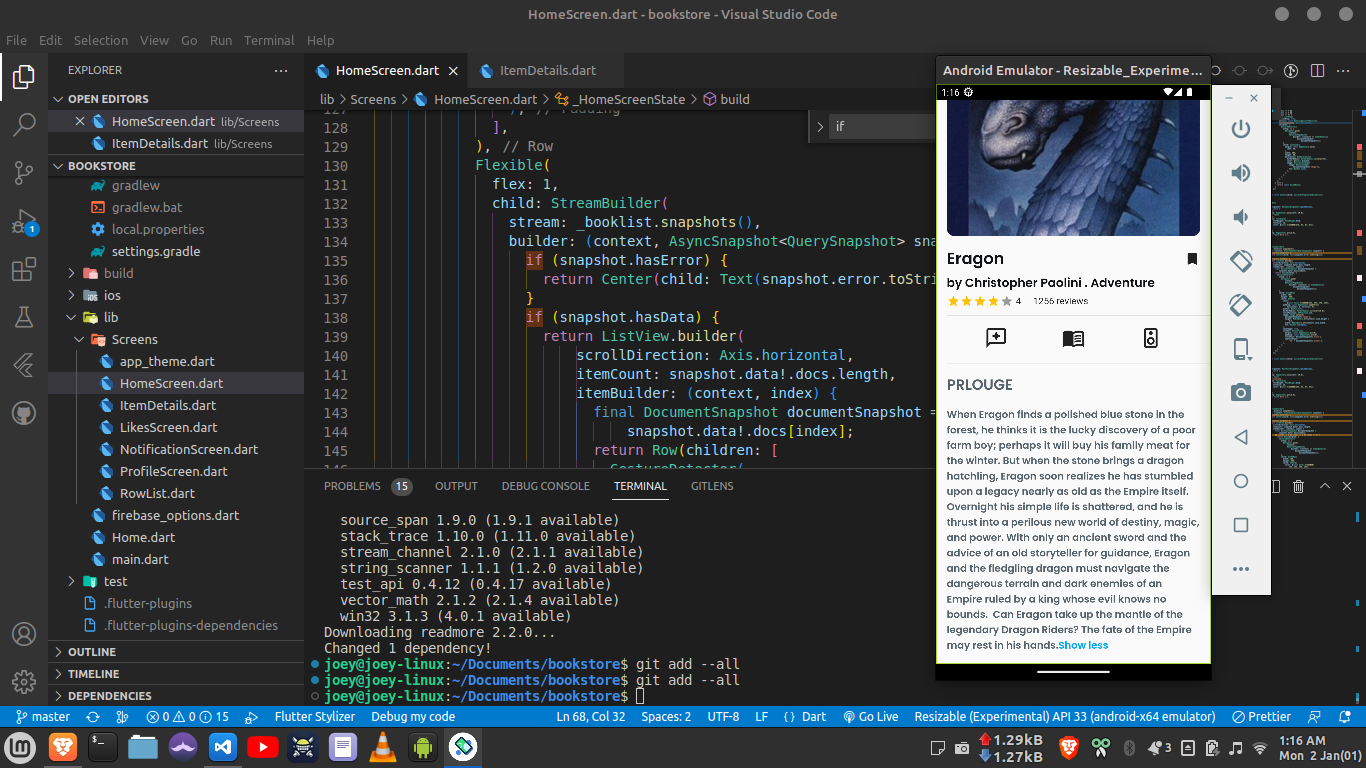 HomeScreen.dart - bookstore - Visual Studio Code
File Edit Selection View Go Run Terminal Help
EXPLORER
OPEN EDITORS
HomeScreen.dart lib/Screens
ItemDetails.dart lib/Screens
BOOKSTORE
gradlew
gradlew.bat
local.properties
settings.gradle
build
ios
lib
Screens
app_theme.dart
HomeScreen.dart
ItemDetails.dart
LikesScreen.dart
NotificationScreen.dart
ProfileScreen.dart
RowList.dart
firebase_options.dart
Home.dart
main.dart
test
.flutter-plugins
.flutter-plugins-dependencies
OUTLINE
TIMELINE
DEPENDENCIES
1
HomeScreen.dart
ItemDetails.dart
lib > Screens > HomeScreen.dart > _HomeScreenState > build
if
128 ],
129 ), // Row
130 Flexible(
131 flex: 1,
132 child: StreamBuilder(
133 stream: _booklist.snapshots(),
134 builder: (context, AsyncSnapshot<QuerySnapshot> sna
135 if (snapshot.hasError) {
136 return Center(child: Text(snapshot.error.toStri
137 }
138 if (snapshot.hasData) {
139 return ListView.builder(
140 scrollDirection: Axis.horizontal,
141 itemCount: snapshot.data!.docs.length,
142 itemBuilder: (context, index) {
143 final DocumentSnapshot documentSnapshot =
144 snapshot.data!.docs[index];
145 return Row(children: [
PROBLEMS 15 OUTPUT DEBUG CONSOLE TERMINAL GITLENS
source_span 1.9.0 (1.9.1 available)
stack_trace 1.10.0 (1.11.0 available)
stream_channel 2.1.0 (2.1.1 available)
string_scanner 1.1.1 (1.2.0 available)
test_api 0.4.12 (0.4.17 available)
vector_math 2.1.2 (2.1.4 available)
win32 3.1.3 (4.0.1 available)
Downloading readmore 2.2.0...
Changed 1 dependency!
joey@joey-linux:~/Documents/bookstore$ git add --all
joey@joey-linux:~/Documents/bookstore$ git add --all
joey@joey-linux:~/Documents/bookstore$
Android Emulator - Resizable_Experime...
1:16
Eragon
by Christopher Paolini . Adventure
4 1256 reviews
PRLOUGE
When Eragon finds a polished blue stone in the
forest, he thinks it is the lucky discovery of a poor
farm boy; perhaps it will buy his family meat for
the winter. But when the stone brings a dragon
hatchling, Eragon soon realizes he has stumbled
upon a legacy nearly as old as the Empire itself.
Overnight his simple life is shattered, and he is
thrust into a perilous new world of destiny, magic,
and power. With only an ancient sword and the
advice of an old storyteller for guidance, Eragon
and the fledgling dragon must navigate the
dangerous terrain and dark enemies of an
Empire ruled by a king whose evil knows no
bounds. Can Eragon take up the mantle of the
legendary Dragon Riders? The fate of the Empire
may rest in his hands.Show less
master 0 0 15 Flutter Stylizer Debug my code Ln 68, Col 32 Spaces: 2 UTF-8 LF {} Dart Go Live Resizable (Experimental) API 33 (android-x64 emulator) Prettier
1.29kB
1.27kB
3
1:16 AM
Mon 2 Jan(01)